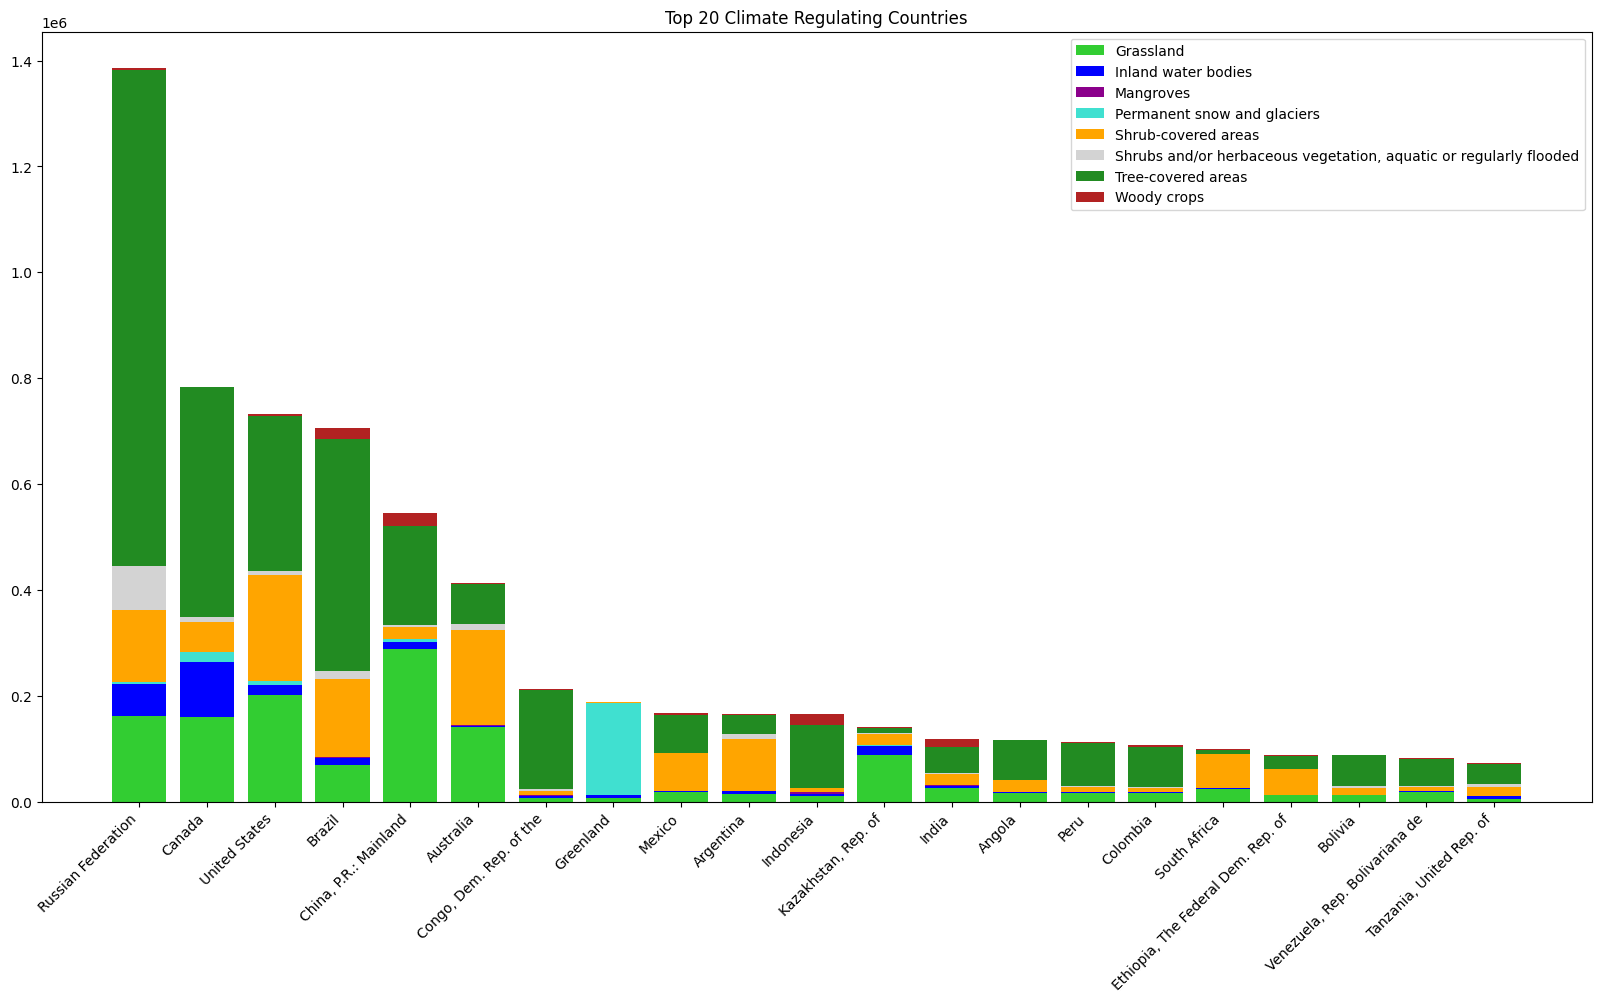 Top 20 Climate Regulating Countries
1e6
1.4
1.2
1.0
0.8
0.6
0.4
0.2
0.0
Grassland
Inland water bodies
Mangroves
Permanent snow and glaciers
Shrub-covered areas
Shrubs and/or herbaceous vegetation, aquatic or regularly flooded
Tree-covered areas
Woody crops
Russian Federation
Canada
United States
Brazil
China, P.R.: Mainland
Australia
Congo, Dem. Rep. of the
Greenland
Mexico
Argentina
Indonesia
Kazakhstan, Rep. of
India
Angola
Peru
Colombia
South Africa
Ethiopia, The Federal Dem. Rep. of
Bolivia
Venezuela, Rep. Bolivariana de
Tanzania, United Rep. of